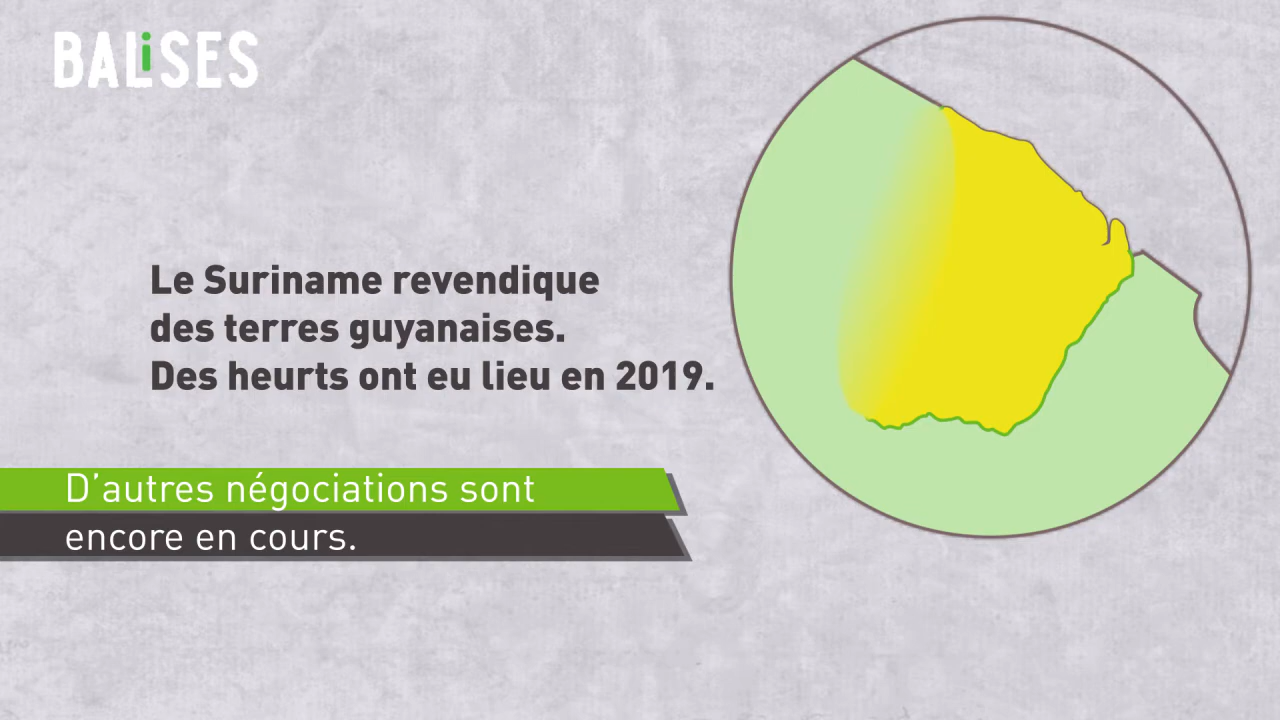 BALiSES
Le Suriname revendique
des terres guyanaises.
Des heurts ont eu lieu en 2019.
D’autres négociations sont
encore en cours.